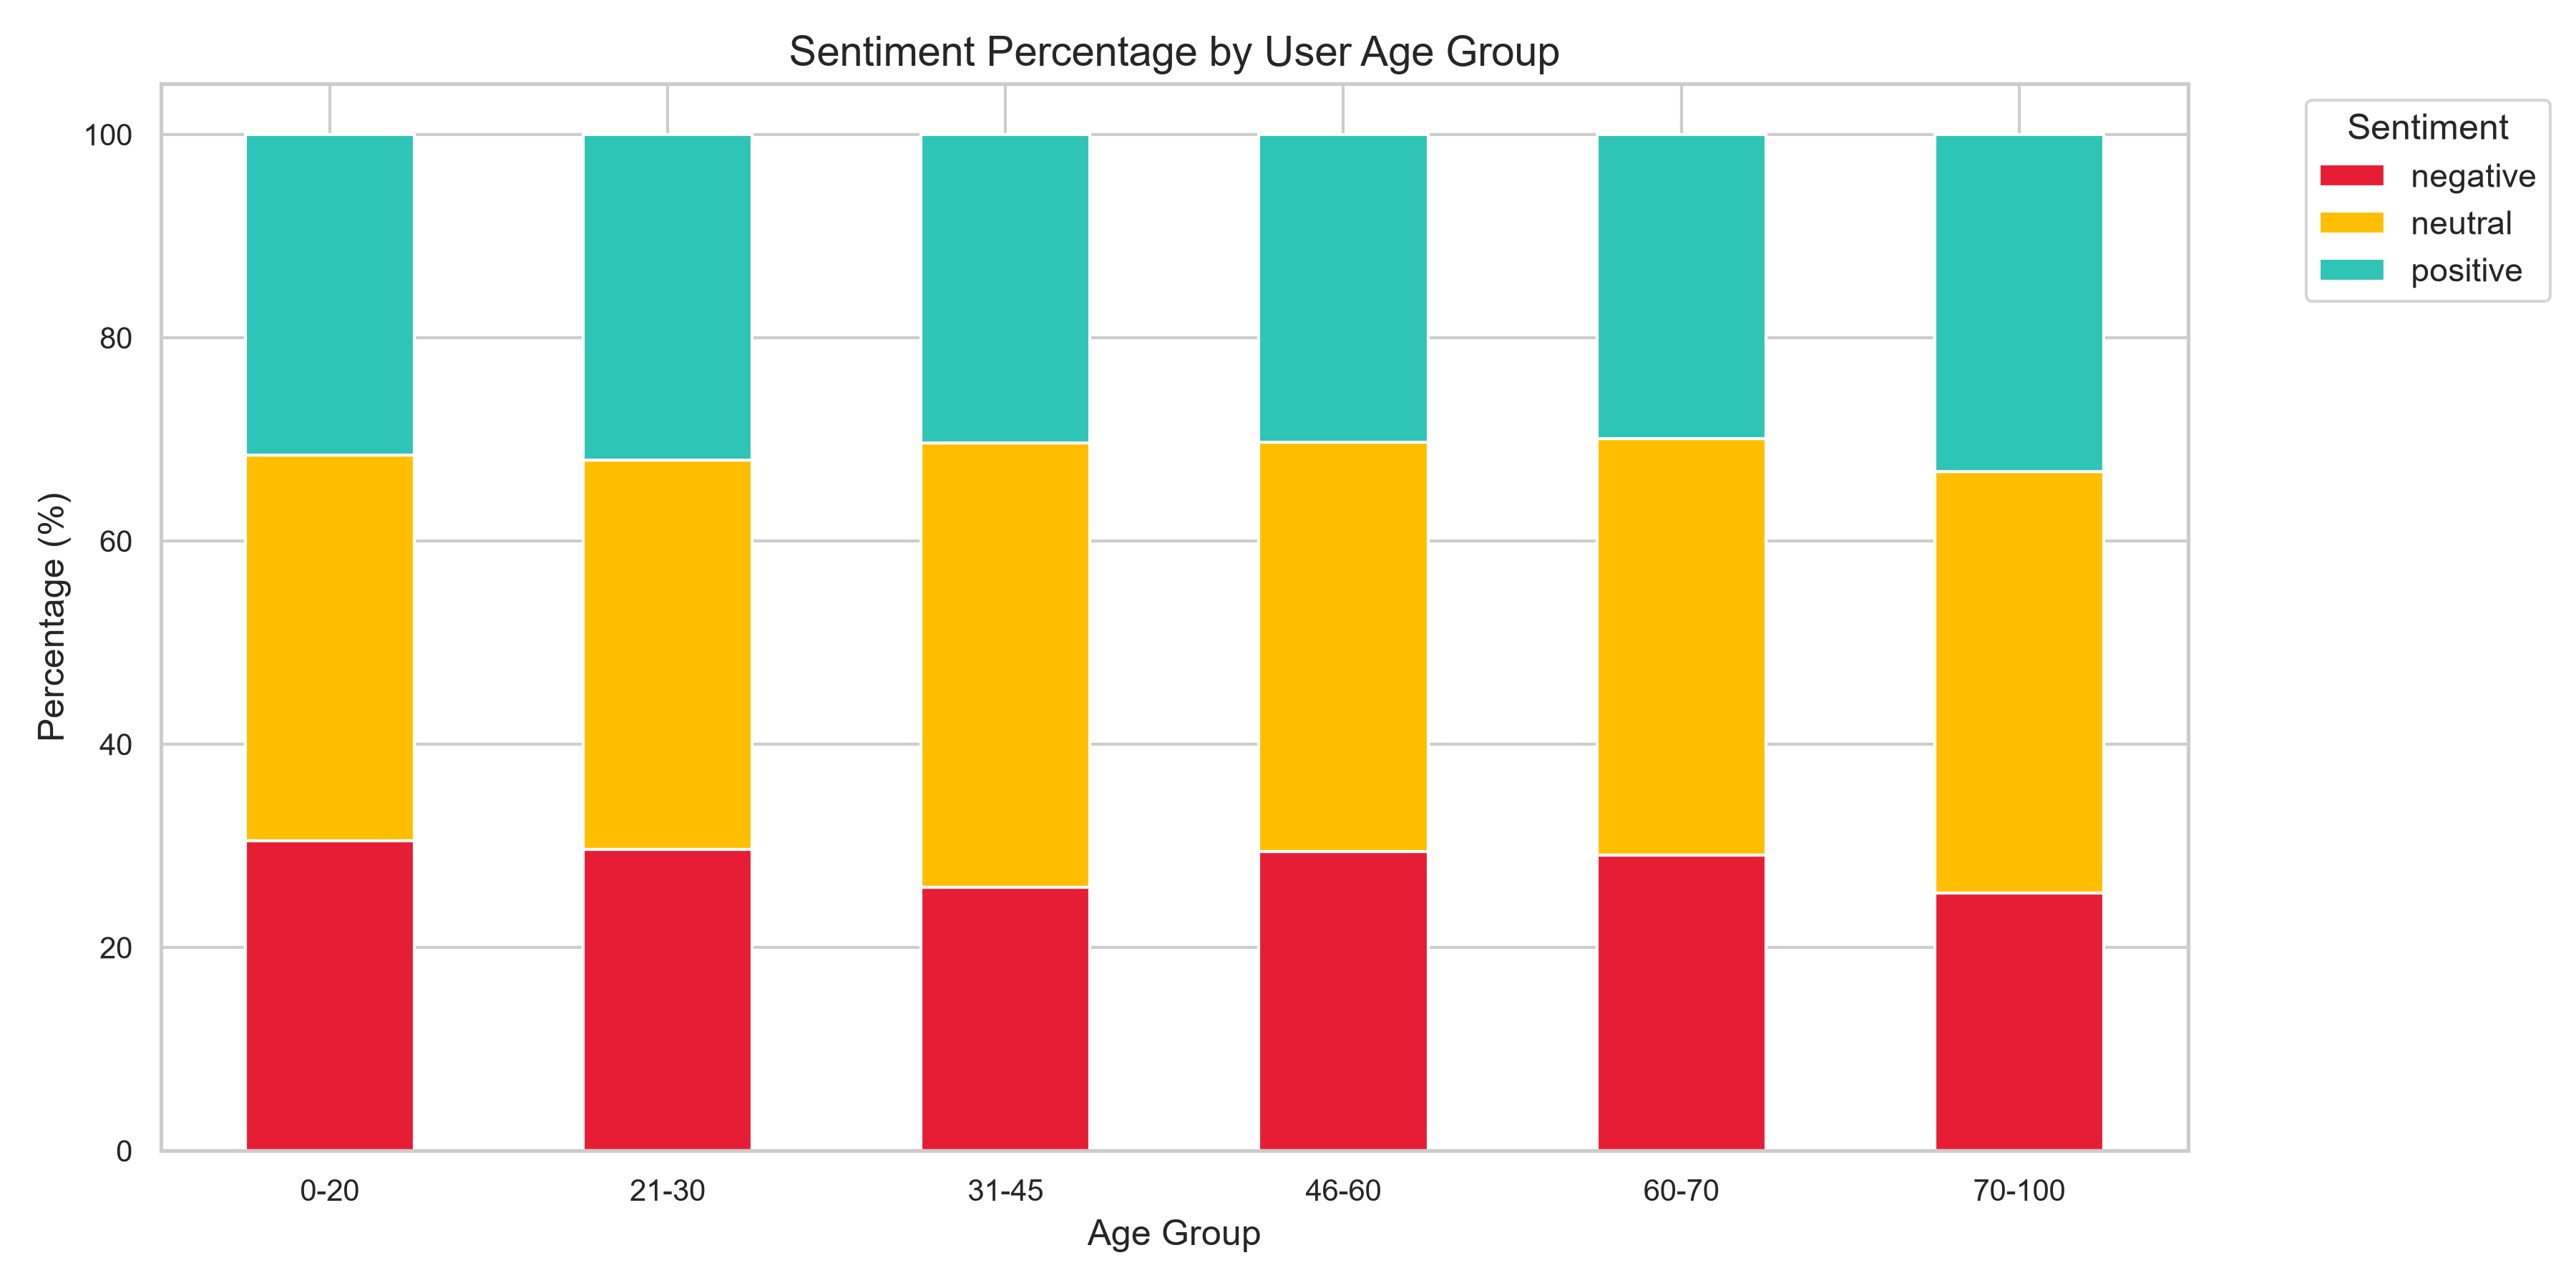 Sentiment Percentage by User Age Group
Sentiment
negative
neutral
positive
Percentage (%)
100
80
60
40
20
0
0-20 21-30 31-45 46-60 60-70 70-100
Age Group